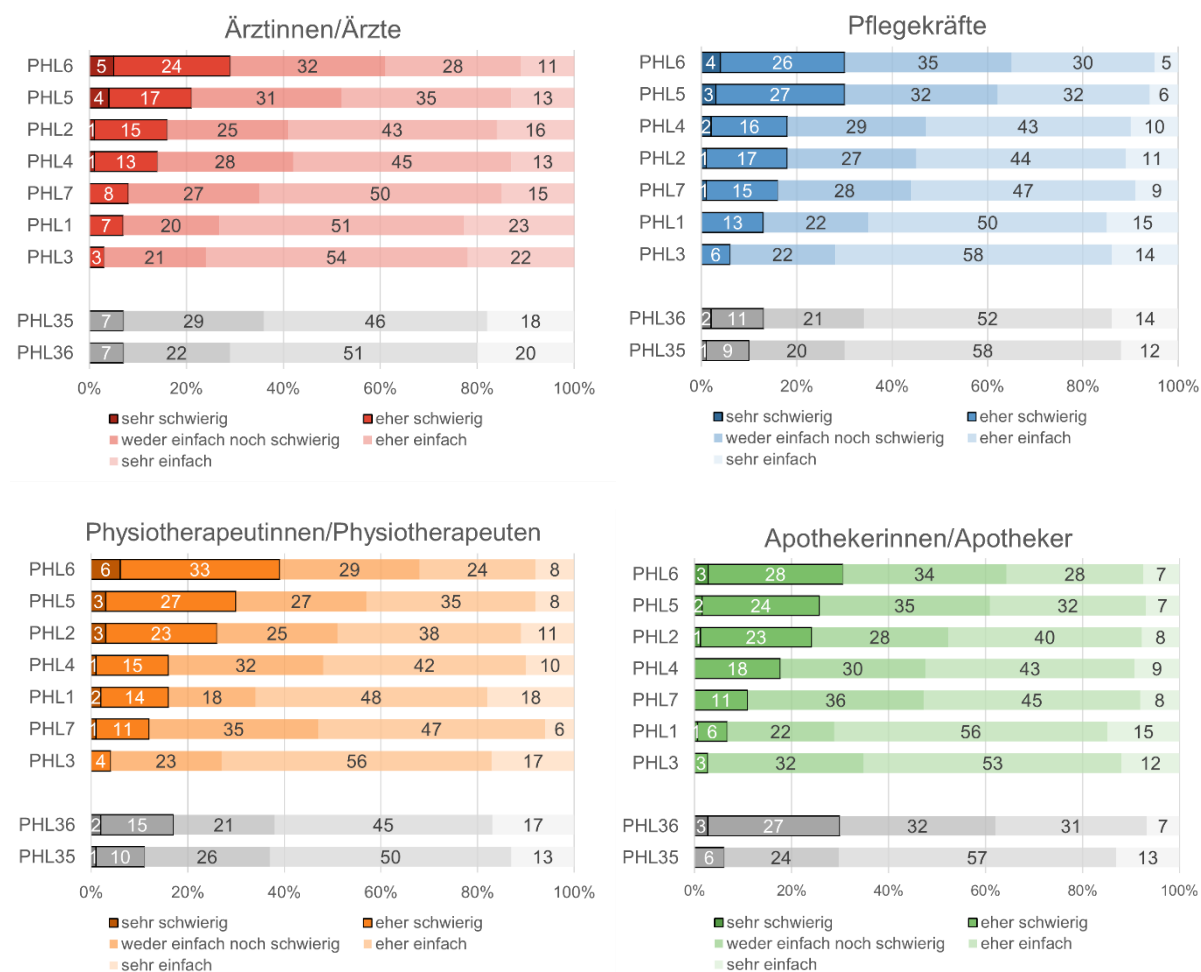 Ärztinnen/Ärzte
PHL6 5 24 32 28 11
PHL5 4 17 31 35 13
PHL2 1 15 25 43 16
PHL4 1 13 28 45 13
PHL7 8 27 50 15
PHL1 7 20 51 23
PHL3 3 21 54 22
PHL35 7 29 46 18
PHL36 7 22 51 20
0% 20% 40% 60% 80% 100%
sehr schwierig eher schwierig
weder einfach noch schwierig eher einfach
sehr einfach
Pflegekräfte
PHL6 4 26 35 30 5
PHL5 3 27 32 32 6
PHL4 2 16 29 43 10
PHL2 1 17 27 44 11
PHL7 1 15 28 47 9
PHL1 13 22 50 15
PHL3 6 22 58 14
PHL36 2 11 21 52 14
PHL35 1 9 20 58 12
0% 20% 40% 60% 80% 100%
sehr schwierig eher schwierig
weder einfach noch schwierig eher einfach
sehr einfach
Physiotherapeutinnen/Physiotherapeuten
PHL6 6 33 29 24 8
PHL5 3 27 27 35 8
PHL2 3 23 25 38 11
PHL4 1 15 32 42 10
PHL1 2 14 18 48 18
PHL7 1 11 35 47 6
PHL3 4 23 56 17
PHL36 2 15 21 45 17
PHL35 1 10 26 50 13
0% 20% 40% 60% 80% 100%
sehr schwierig eher schwierig
weder einfach noch schwierig eher einfach
sehr einfach
Apothekerinnen/Apotheker
PHL6 3 28 34 28 7
PHL5 2 24 35 32 7
PHL2 1 23 28 40 8
PHL4 18 30 43 9
PHL7 11 36 45 8
PHL1 1 6 22 56 15
PHL3 3 32 53 12
PHL36 3 27 32 31 7
PHL35 6 24 57 13
0% 20% 40% 60% 80% 100%
sehr schwierig eher schwierig
weder einfach noch schwierig eher einfach
sehr einfach